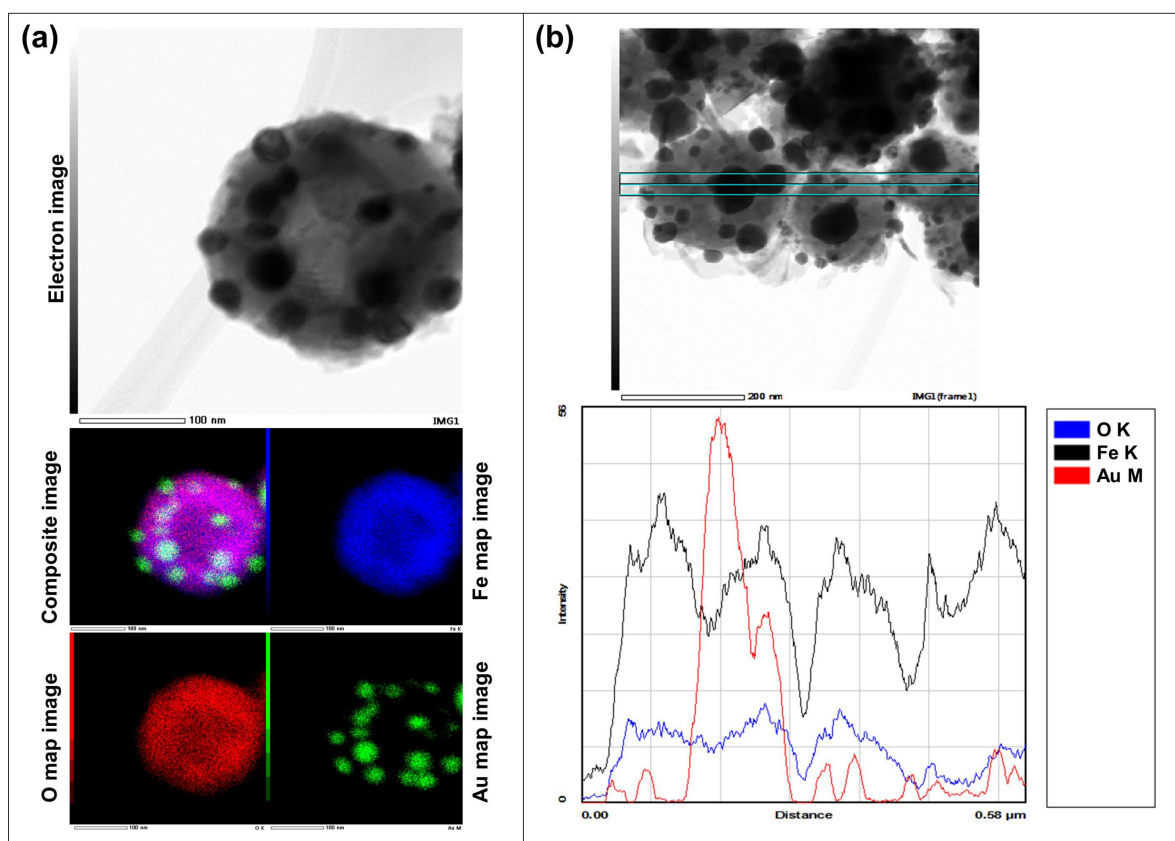 (a)
Electron image
100 nm
IMG1
Composite image
Fe map image
100 nm
100 nm
Fe K
O map image
Au map image
100 nm
O K
100 nm
Au M
(b)
200 nm
IMG1(frame1)
56
Intensity
0
0.00
Distance
0.58 µm
O K
Fe K
Au M